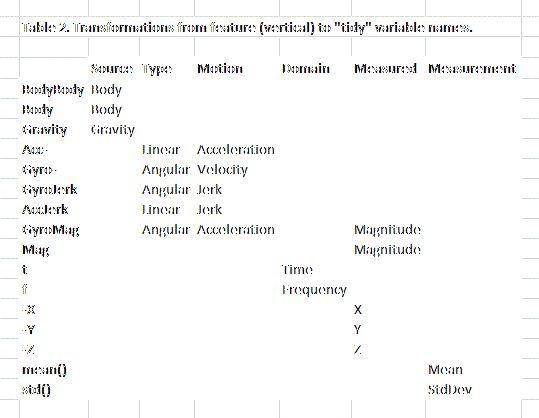 Table 2. Transformations from feature (vertical) to "tidy" variable names.
Source Type Motion Domain Measured Measurement
BodyBody Body
Body Body
Gravity Gravity
Acc- Linear Acceleration
Gyro- Angular Velocity
GyroJerk Angular Jerk
AccJerk Linear Jerk
GyroMag Angular Acceleration Magnitude
Mag Magnitude
t Time
f Frequency
-X X
-Y Y
-Z Z
mean() Mean
std() StdDev